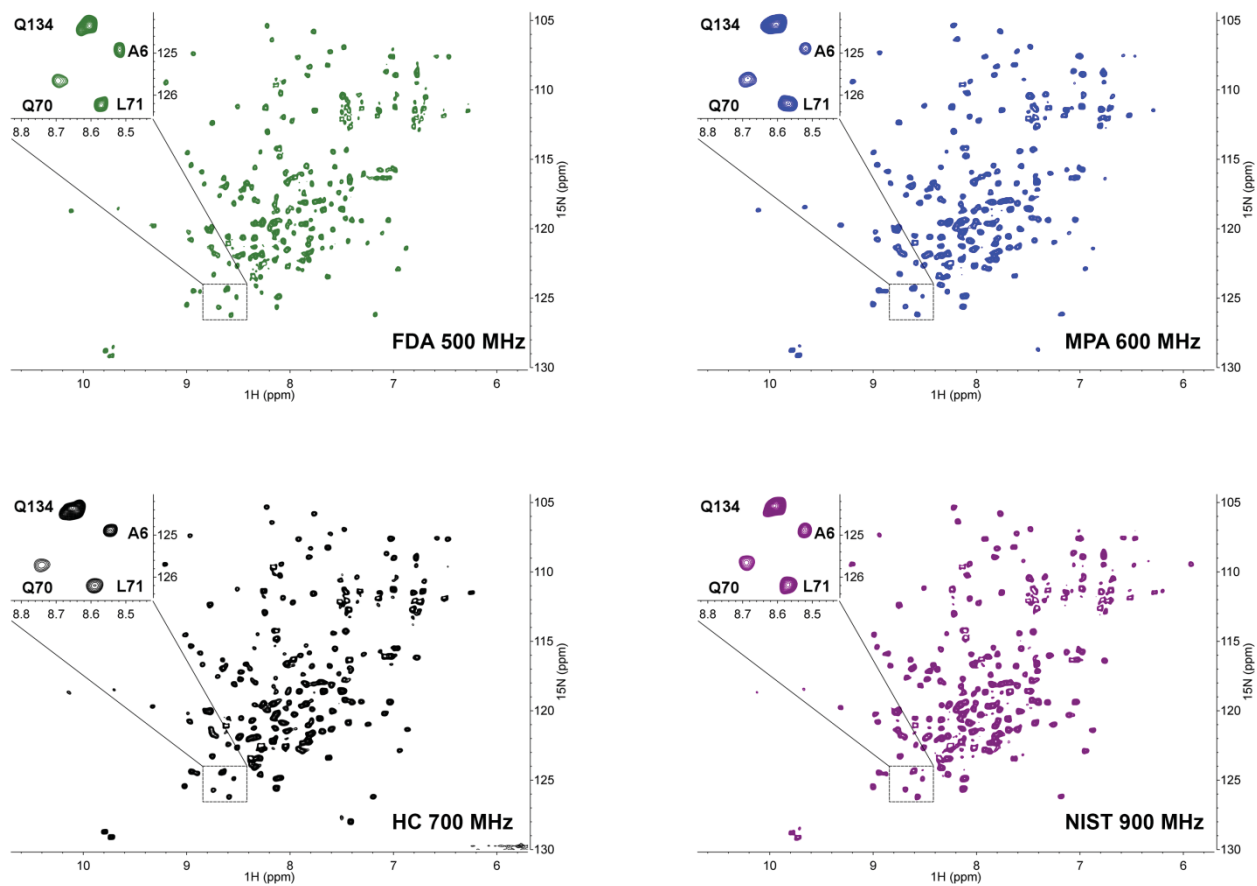 Q134
A6
125
Q70
L71
126
8.8 8.7 8.6 8.5
105
110
115
120
125
130
15N (ppm)
FDA 500 MHz
10 9 8 7 6
1H (ppm)
Q134
A6
125
Q70
L71
126
8.8 8.7 8.6 8.5
105
110
115
120
125
130
15N (ppm)
MPA 600 MHz
10 9 8 7 6
1H (ppm)
Q134
A6
125
Q70
L71
126
8.8 8.7 8.6 8.5
105
110
115
120
125
130
15N (ppm)
HC 700 MHz
10 9 8 7 6
1H (ppm)
Q134
A6
125
Q70
L71
126
8.8 8.7 8.6 8.5
105
110
115
120
125
130
15N (ppm)
NIST 900 MHz
10 9 8 7 6
1H (ppm)